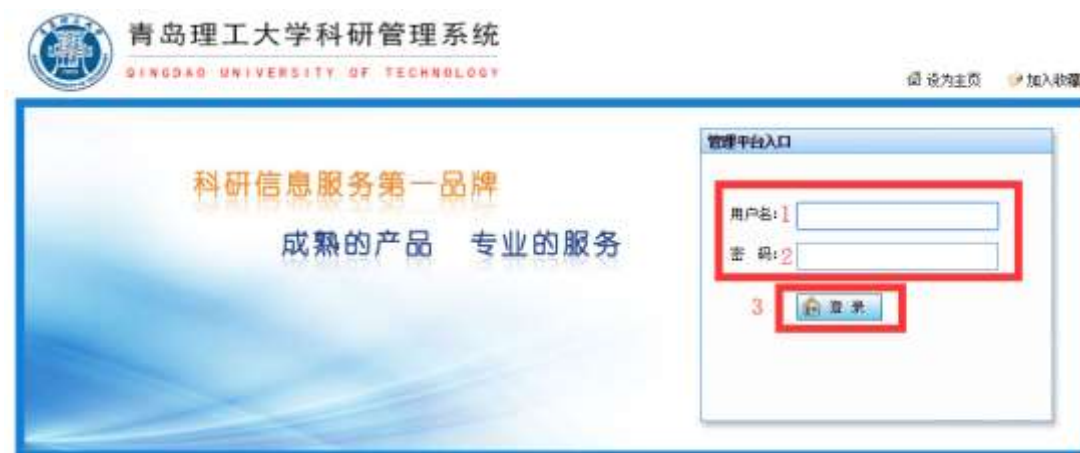 青岛理工大学科研管理系统
QINGDAO UNIVERSITY OF TECHNOLOGY
设为主页 加入收藏
管理平台入口
科研信息服务第一品牌
成熟的产品 专业的服务
用户名: 1
密 码: 2
3 登 录